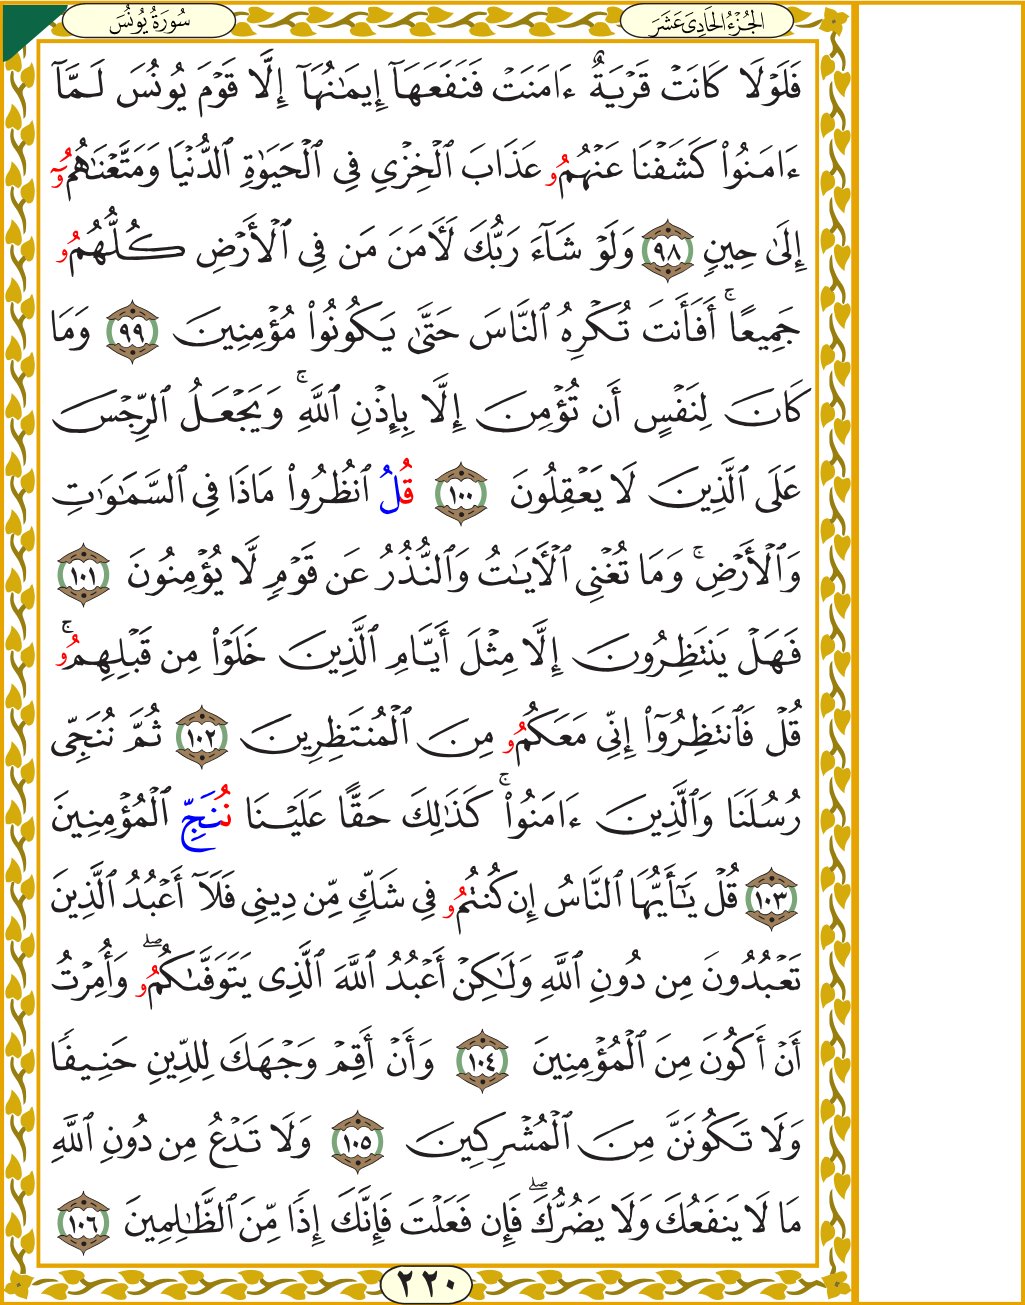 سُورَةُ يُونُسَ
الجُزْءُ الحَادِى عَشَرَ
فَلَوْلَا كَانَتْ قَرْيَةٌ ءَامَنَتْ فَنَفَعَهَآ إِيمَٰنُهَآ إِلَّا قَوْمَ يُونُسَ لَمَّآ
ءَامَنُوا۟ كَشَفْنَا عَنْهُمُۥ عَذَابَ ٱلْخِزْىِ فِى ٱلْحَيَوٰةِ ٱلدُّنْيَا وَمَتَّعْنَٰهُمُۥٓ
إِلَىٰ حِينٍ ٩٨ وَلَوْ شَآءَ رَبُّكَ لَأَمَنَ مَن فِى ٱلْأَرْضِ كُلُّهُمُۥ
جَمِيعًا ۚ أَفَأَنتَ تُكْرِهُ ٱلنَّاسَ حَتَّىٰ يَكُونُوا۟ مُؤْمِنِينَ ٩٩ وَمَا
كَانَ لِنَفْسٍ أَن تُؤْمِنَ إِلَّا بِإِذْنِ ٱللَّهِ ۚ وَيَجْعَلُ ٱلرِّجْسَ
عَلَى ٱلَّذِينَ لَا يَعْقِلُونَ ١٠٠ قُلُ ٱنظُرُوا۟ مَاذَا فِى ٱلسَّمَٰوَٰتِ
وَٱلْأَرْضِ ۚ وَمَا تُغْنِى ٱلْأَيَٰتُ وَٱلنُّذُرُ عَن قَوْمٍ لَّا يُؤْمِنُونَ ١٠١
فَهَلْ يَنتَظِرُونَ إِلَّا مِثْلَ أَيَّامِ ٱلَّذِينَ خَلَوْا۟ مِن قَبْلِهِمُۥ ۚ
قُلْ فَٱنتَظِرُوٓا۟ إِنِّى مَعَكُمُۥ مِنَ ٱلْمُنتَظِرِينَ ١٠٢ ثُمَّ نُنَجِّى
رُسُلَنَا وَٱلَّذِينَ ءَامَنُوا۟ ۚ كَذَٰلِكَ حَقًّا عَلَيْنَا نُنَجِّ ٱلْمُؤْمِنِينَ
١٠٣ قُلْ يَٰٓأَيُّهَا ٱلنَّاسُ إِن كُنتُمُۥ فِى شَكٍّ مِّن دِينِى فَلَآ أَعْبُدُ ٱلَّذِينَ
تَعْبُدُونَ مِن دُونِ ٱللَّهِ وَلَٰكِنْ أَعْبُدُ ٱللَّهَ ٱلَّذِى يَتَوَفَّىٰكُمُۥ ۖ وَأُمِرْتُ
أَنْ أَكُونَ مِنَ ٱلْمُؤْمِنِينَ ١٠٤ وَأَنْ أَقِمْ وَجْهَكَ لِلدِّينِ حَنِيفًا
وَلَا تَكُونَنَّ مِنَ ٱلْمُشْرِكِينَ ١٠٥ وَلَا تَدْعُ مِن دُونِ ٱللَّهِ
مَا لَا يَنفَعُكَ وَلَا يَضُرُّكَ ۖ فَإِن فَعَلْتَ فَإِنَّكَ إِذًا مِّنَ ٱلظَّٰلِمِينَ ١٠٦
٢٢٠